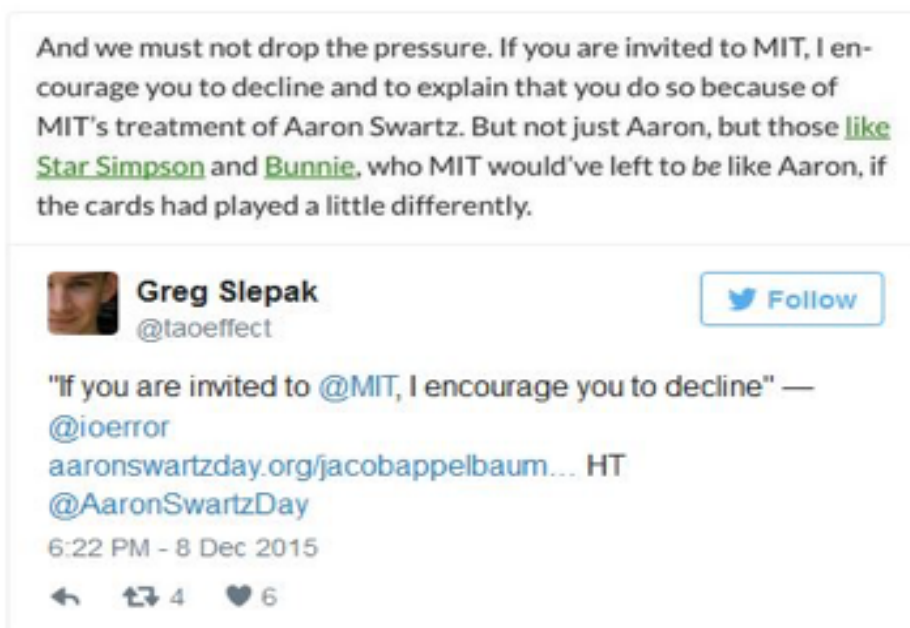 And we must not drop the pressure. If you are invited to MIT, I en-
courage you to decline and to explain that you do so because of
MIT's treatment of Aaron Swartz. But not just Aaron, but those like
Star Simpson and Bunnie, who MIT would've left to be like Aaron, if
the cards had played a little differently.
Greg Slepak
Follow
@taoeffect
"If you are invited to @MIT, I encourage you to decline" —
@ioerror
aaronswartzday.org/jacobappelbaum… HT
@AaronSwartzDay
6:22 PM - 8 Dec 2015
4 6